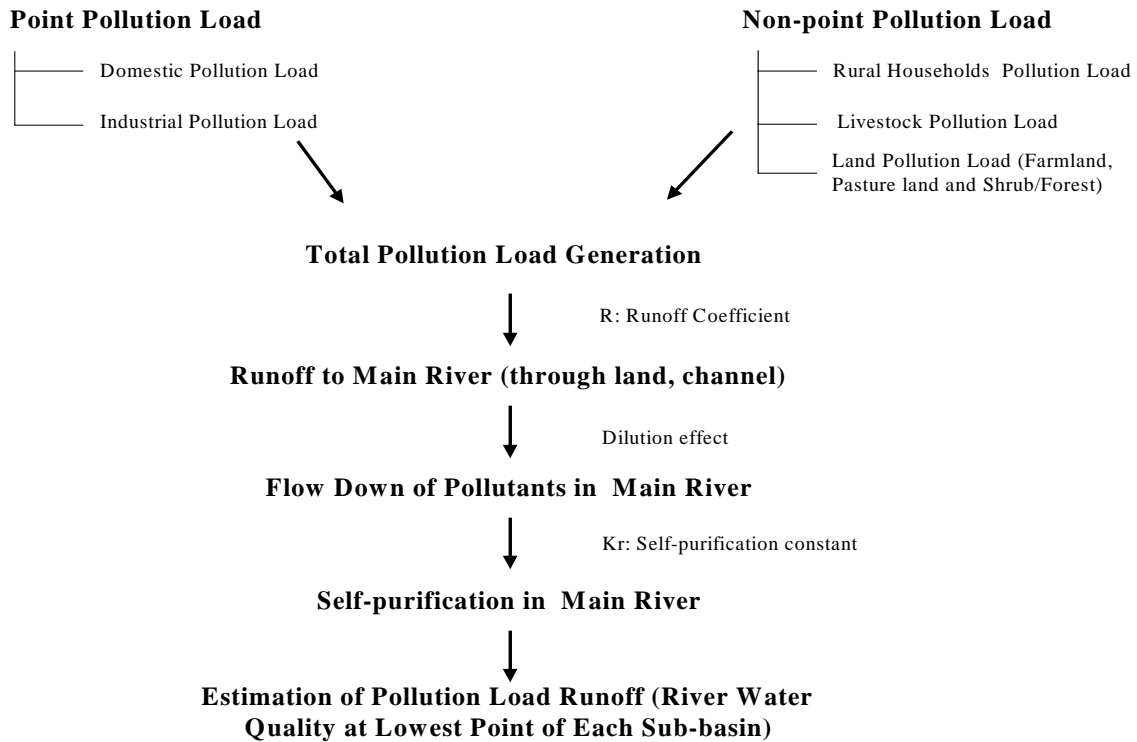 Point Pollution Load
Domestic Pollution Load
Industrial Pollution Load
Non-point Pollution Load
Rural Households Pollution Load
Livestock Pollution Load
Land Pollution Load (Farmland,
Pasture land and Shrub/Forest)
Total Pollution Load Generation
R: Runoff Coefficient
Runoff to Main River (through land, channel)
Dilution effect
Flow Down of Pollutants in Main River
Kr: Self-purification constant
Self-purification in Main River
Estimation of Pollution Load Runoff (River Water
Quality at Lowest Point of Each Sub-basin)